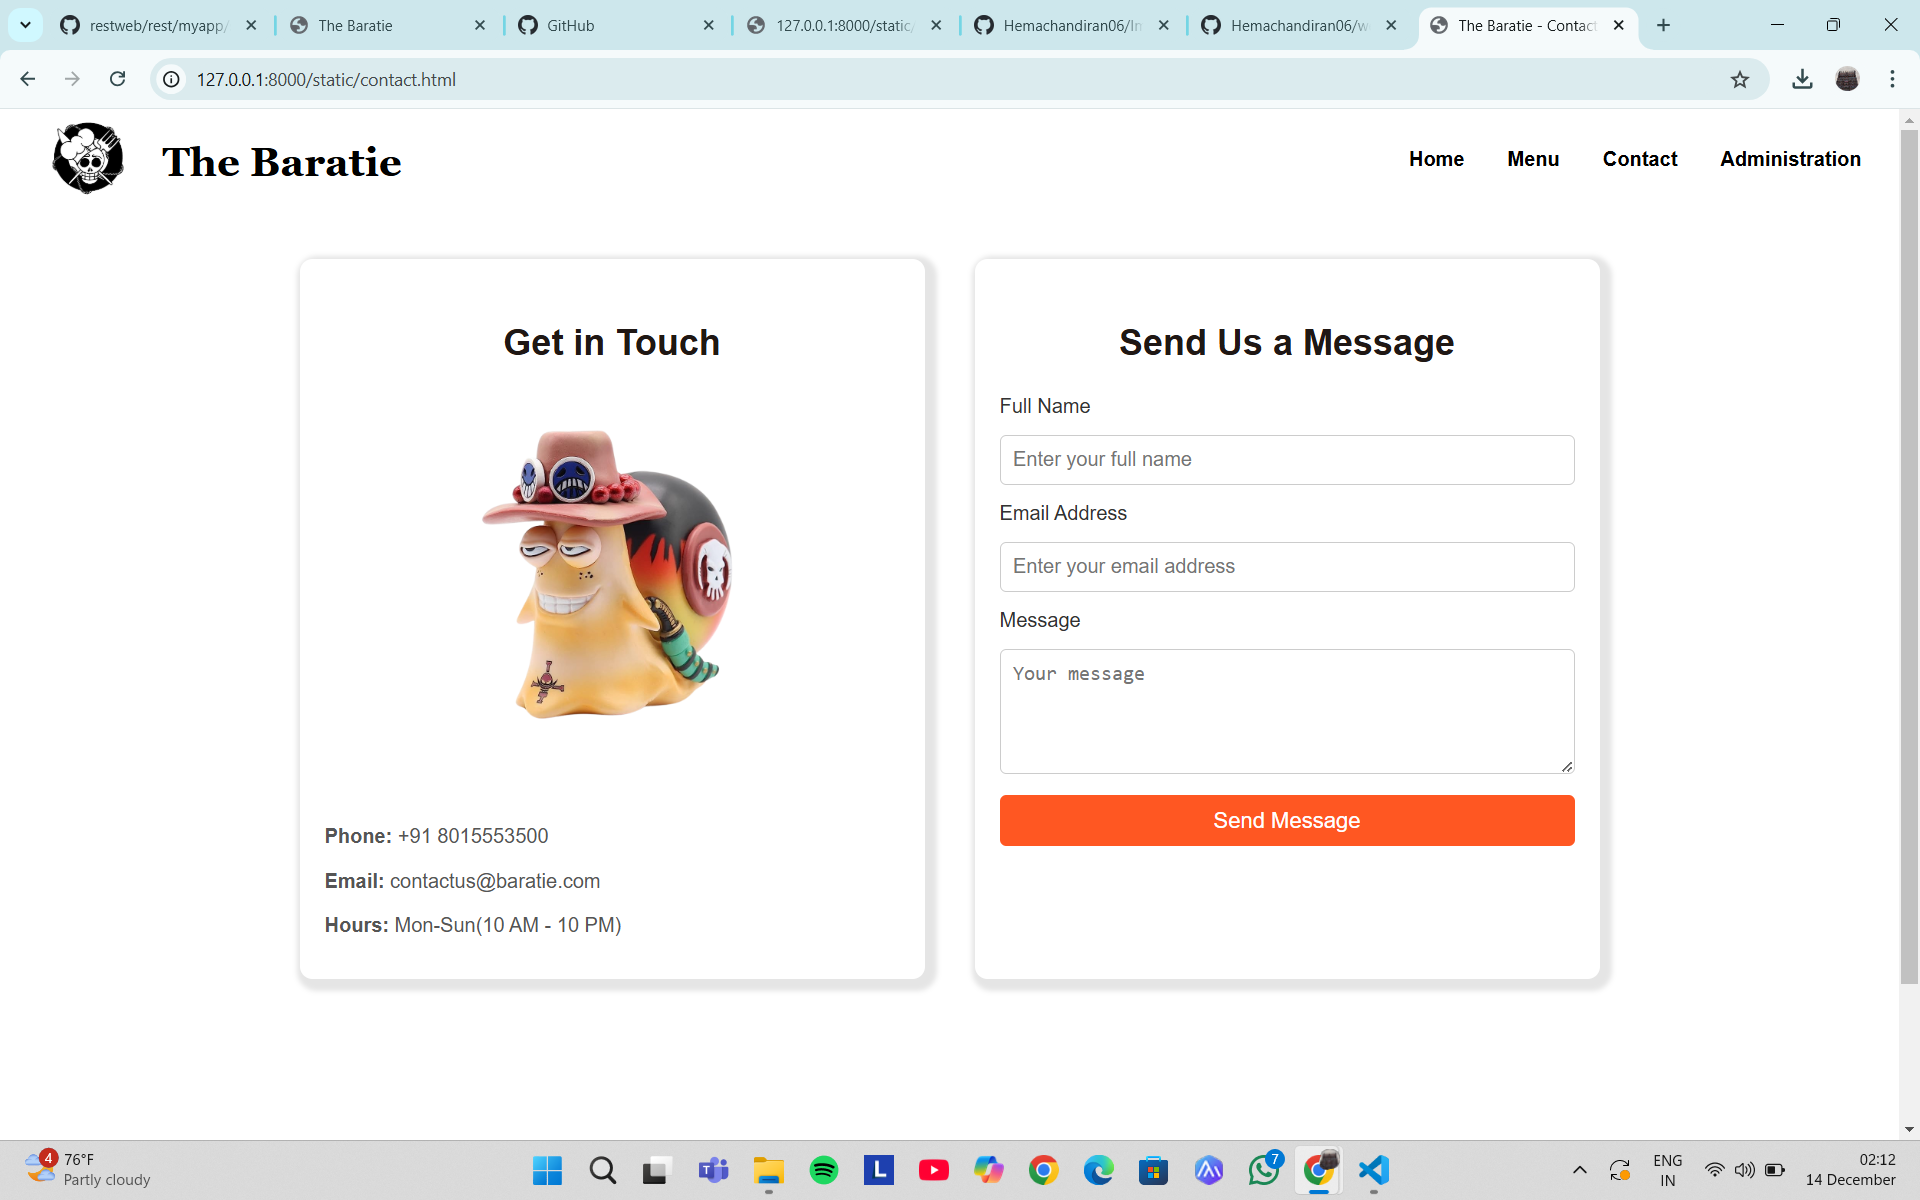 restweb/rest/myapp/
The Baratie
GitHub
127.0.0.1:8000/static/
Hemachandiran06/In
Hemachandiran06/w
The Baratie - Contact
127.0.0.1:8000/static/contact.html
The Baratie
Home
Menu
Contact
Administration
Get in Touch
Phone: +91 8015553500
Email: contactus@baratie.com
Hours: Mon-Sun(10 AM - 10 PM)
Send Us a Message
Full Name
Enter your full name
Email Address
Enter your email address
Message
Your message
Send Message
4
76°F
Partly cloudy
L
7
ENG
IN
02:12
14 December